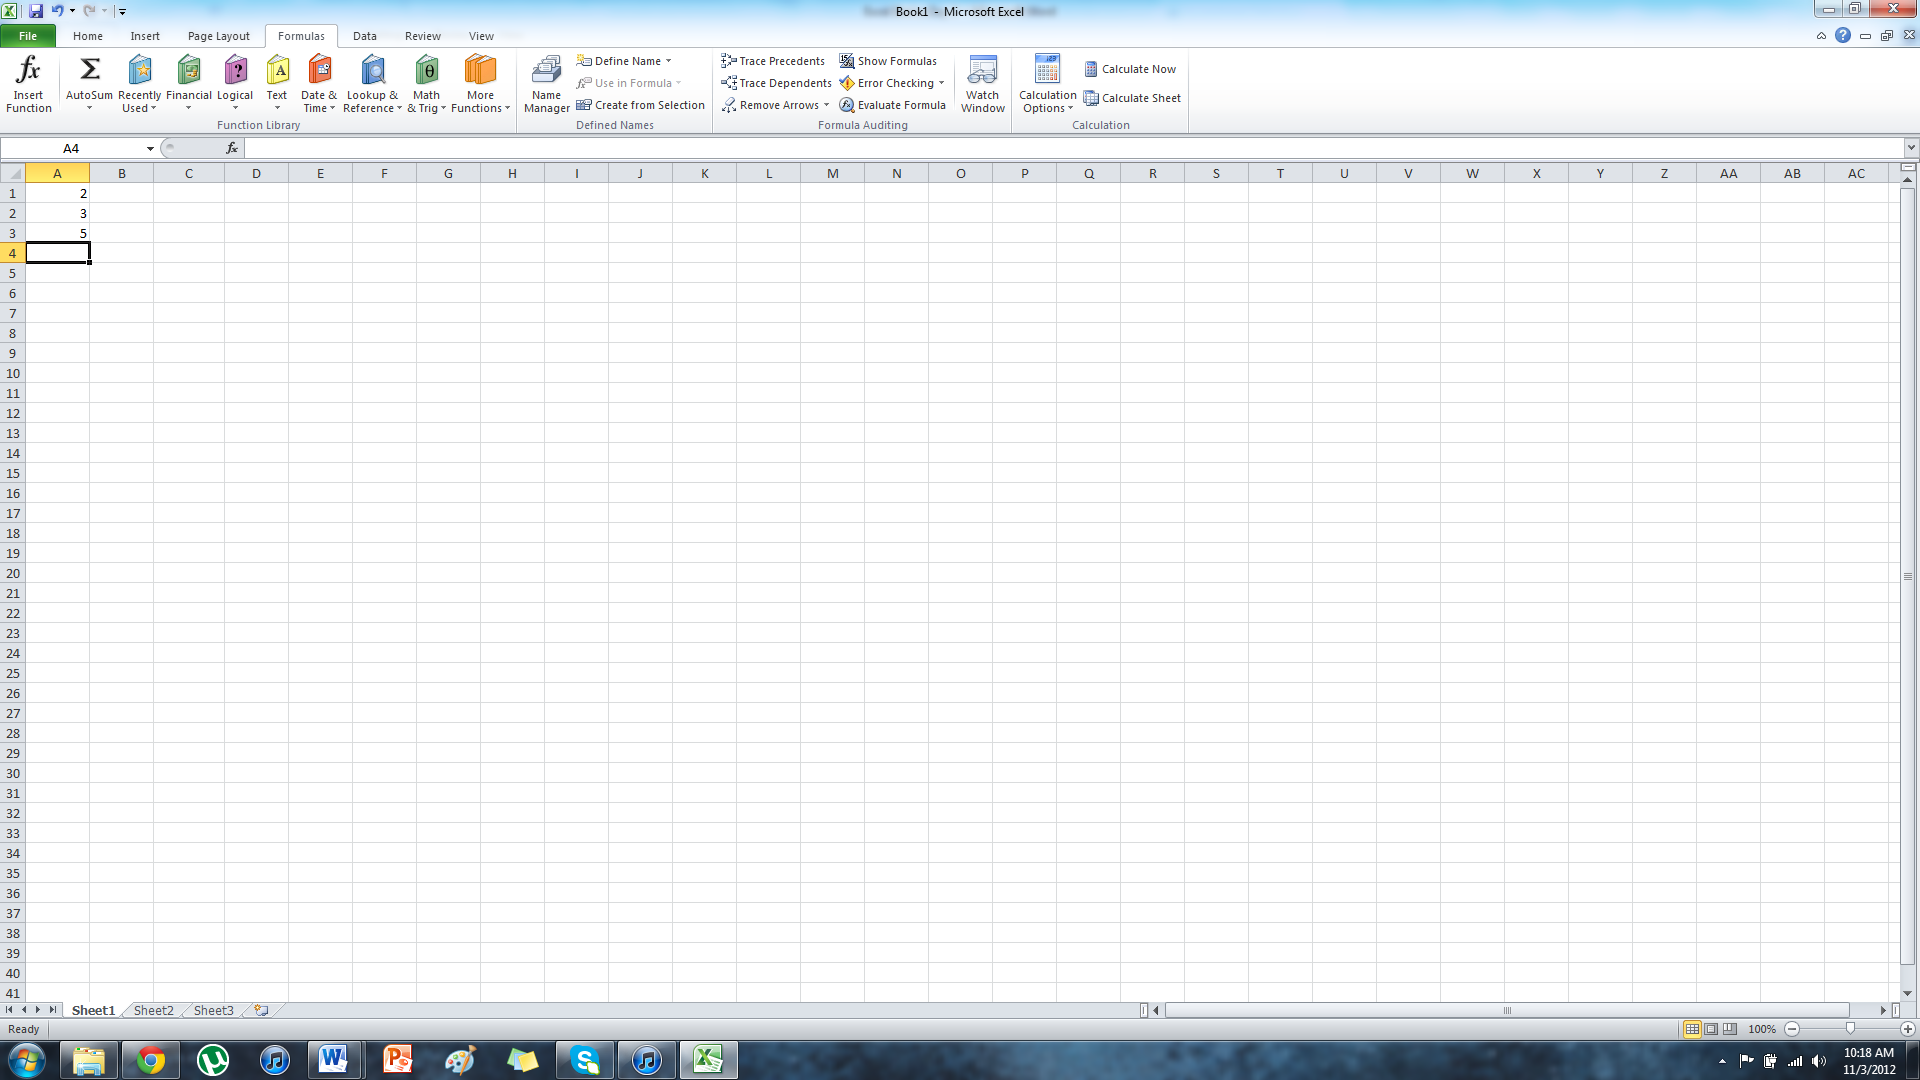 Book1 - Microsoft Excel
File Home Insert Page Layout Formulas Data Review View
Insert Function
AutoSum
Recently Used
Financial
Logical
Text
Date & Time
Lookup & Reference
Math & Trig
More Functions
Function Library
Name Manager
Define Name
Use in Formula
Create from Selection
Defined Names
Trace Precedents
Trace Dependents
Remove Arrows
Show Formulas
Error Checking
Evaluate Formula
Formula Auditing
Watch Window
Calculation Options
Calculate Now
Calculate Sheet
Calculation
A4 fx
A B C D E F G H I J K L M N O P Q R S T U V W X Y Z AA AB AC
1 2
2 3
3 5
4
5
6
7
8
9
10
11
12
13
14
15
16
17
18
19
20
21
22
23
24
25
26
27
28
29
30
31
32
33
34
35
36
37
38
39
40
41
Sheet1 Sheet2 Sheet3
Ready 100%
10:18 AM
11/3/2012